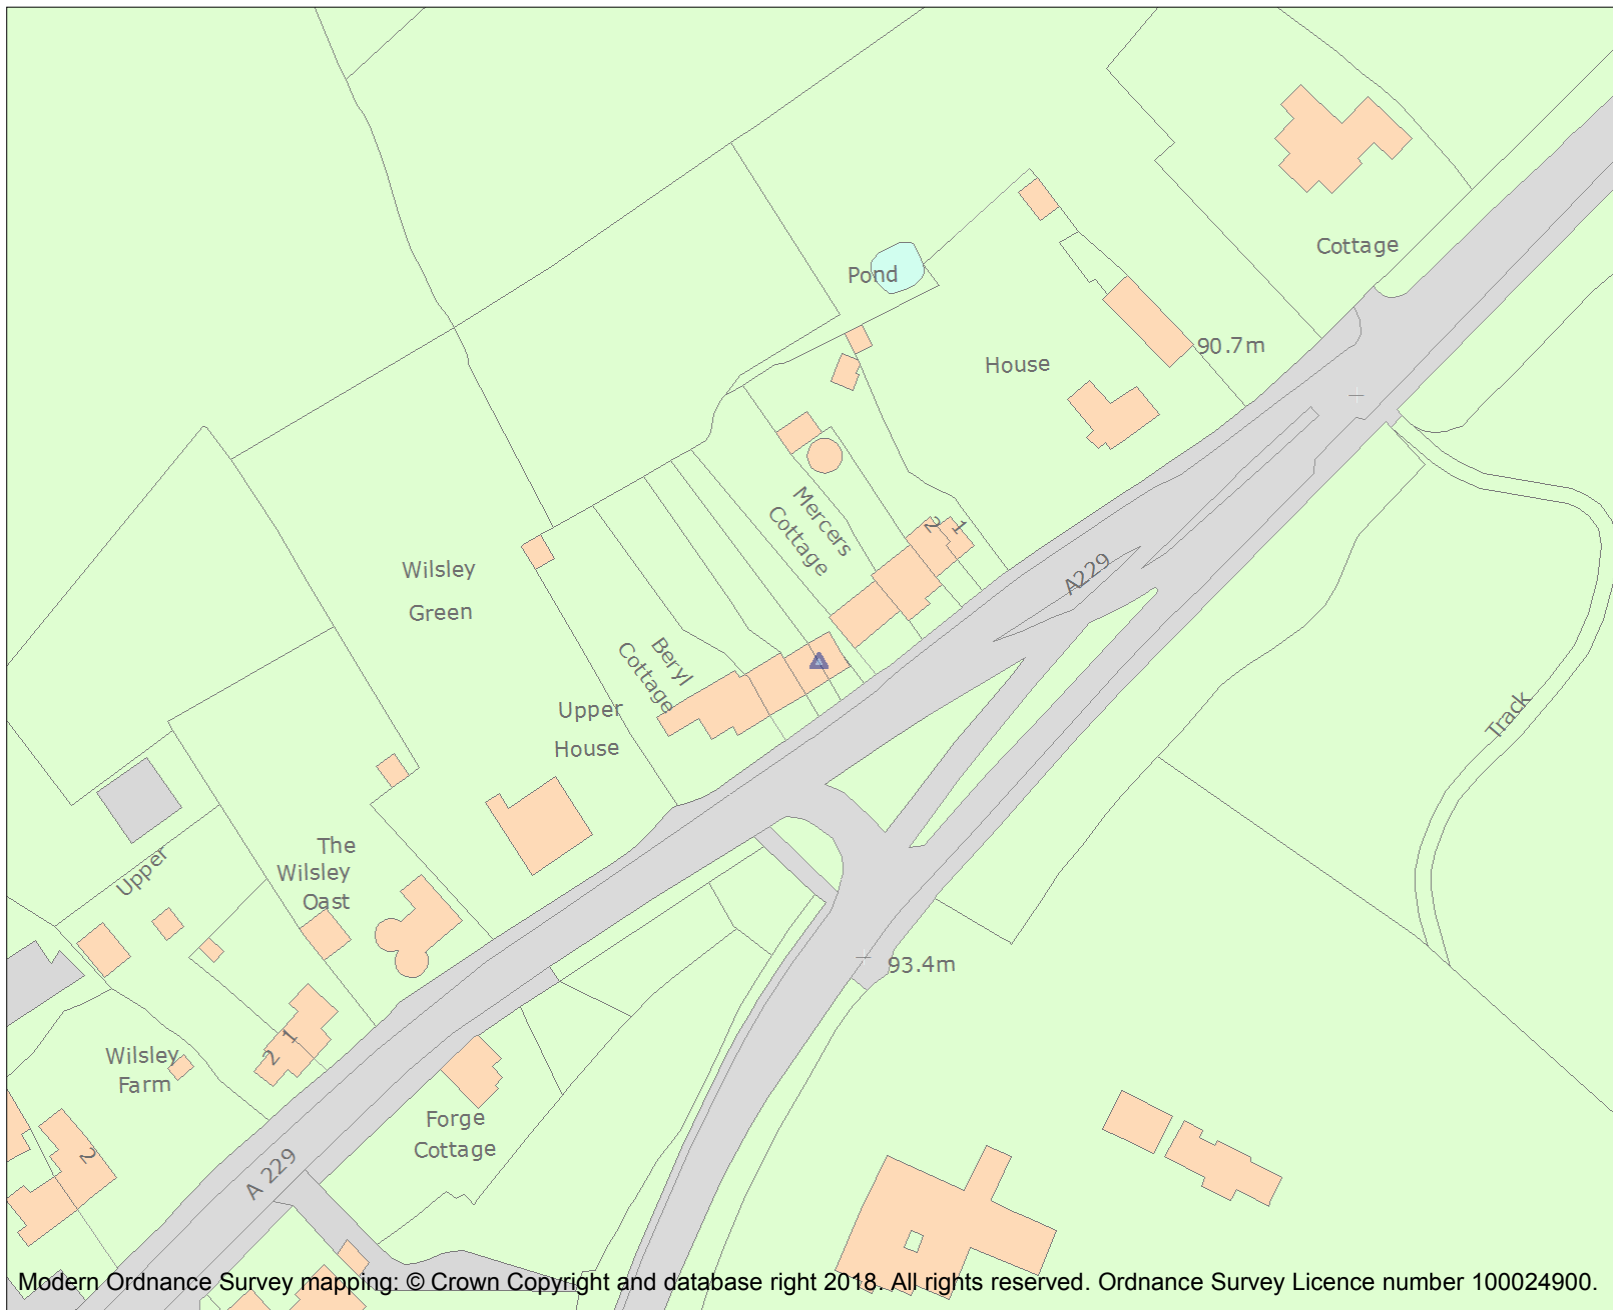 Cottage
Pond
90.7m
House
Mercers
Cottage
2
1
A229
Wilsley
Green
Beryl
Cottage
Upper
House
Track
The
Wilsley
Oast
Upper
93.4m
2 1
Wilsley
Farm
Forge
Cottage
2
A 229
Modern Ordnance Survey mapping: © Crown Copyright and database right 2018. All rights reserved. Ordnance Survey Licence number 100024900.